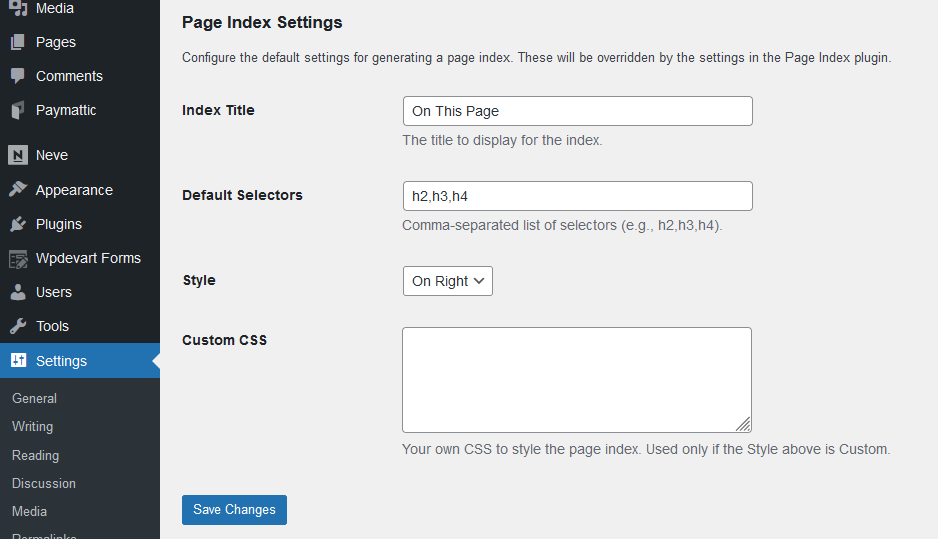 Media
Pages
Comments
Paymattic
Neve
Appearance
Plugins
Wpdevart Forms
Users
Tools
Settings
General
Writing
Reading
Discussion
Media
Permalinks
Page Index Settings
Configure the default settings for generating a page index. These will be overridden by the settings in the Page Index plugin.
Index Title
On This Page
The title to display for the index.
Default Selectors
h2,h3,h4
Comma-separated list of selectors (e.g., h2,h3,h4).
Style
On Right
Custom CSS
Your own CSS to style the page index. Used only if the Style above is Custom.
Save Changes